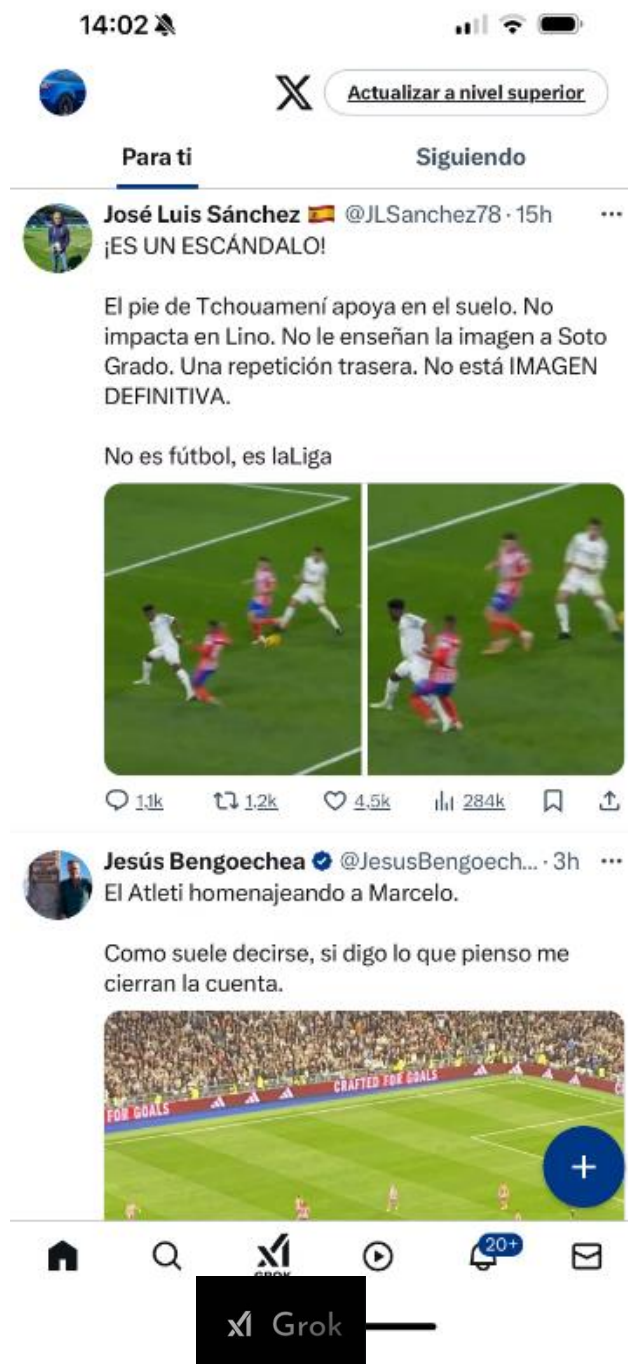 14:02
Actualizar a nivel superior
Para ti
Siguiendo
José Luis Sánchez 🇪🇸 @JLSanchez78 · 15h
¡ES UN ESCÁNDALO!
El pie de Tchouamení apoya en el suelo. No
impacta en Lino. No le enseñan la imagen a Soto
Grado. Una repetición trasera. No está IMAGEN
DEFINITIVA.
No es fútbol, es laLiga
1,1k 1,2k 4,5k 284k
Jesús Bengoechea @JesusBengoech... · 3h
El Atleti homenajeando a Marcelo.
Como suele decirse, si digo lo que pienso me
cierran la cuenta.
FOR GOALS
CRAFTED FOR GOALS
20+
GROK
Grok